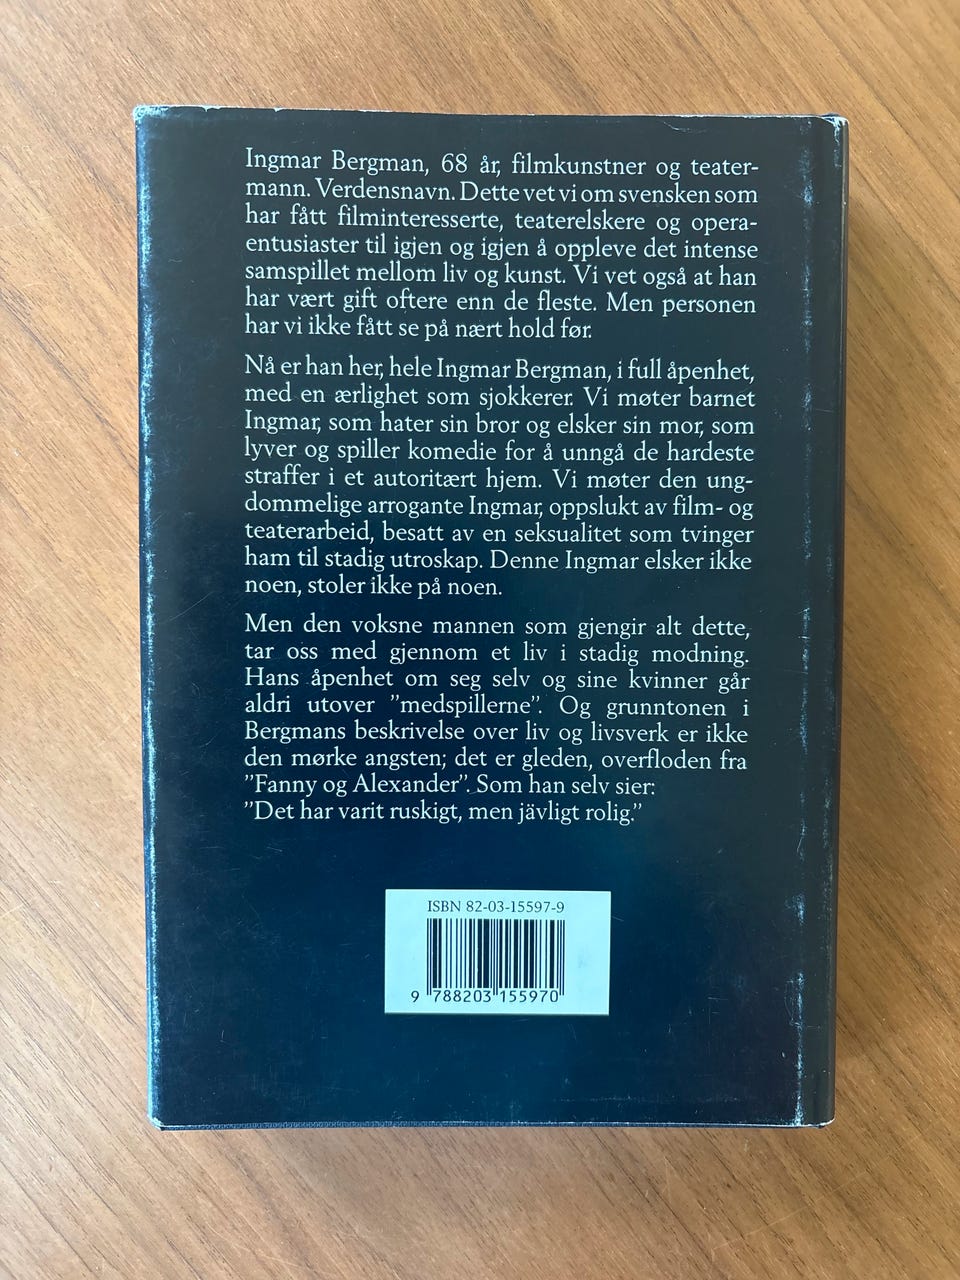 Ingmar Bergman, 68 år, filmkunstner og teater-
mann. Verdensnavn. Dette vet vi om svensken som
har fått filminteresserte, teaterelskere og opera-
entusiaster til igjen og igjen å oppleve det intense
samspillet mellom liv og kunst. Vi vet også at han
har vært gift oftere enn de fleste. Men personen
har vi ikke fått se på nært hold før.
Nå er han her, hele Ingmar Bergman, i full åpenhet,
med en ærlighet som sjokkerer. Vi møter barnet
Ingmar, som hater sin bror og elsker sin mor, som
lyver og spiller komedie for å unngå de hardeste
straffer i et autoritært hjem. Vi møter den ung-
dommelige arrogante Ingmar, oppslukt av film- og
teaterarbeid, besatt av en seksualitet som tvinger
ham til stadig utroskap. Denne Ingmar elsker ikke
noen, stoler ikke på noen.
Men den voksne mannen som gjengir alt dette,
tar oss med gjennom et liv i stadig modning.
Hans åpenhet om seg selv og sine kvinner går
aldri utover ”medspillerne”. Og grunntonen i
Bergmans beskrivelse over liv og livsverk er ikke
den mørke angsten; det er gleden, overfloden fra
”Fanny og Alexander”. Som han selv sier:
”Det har varit ruskigt, men jävligt rolig.”
ISBN 82-03-15597-9
9 788203 155970